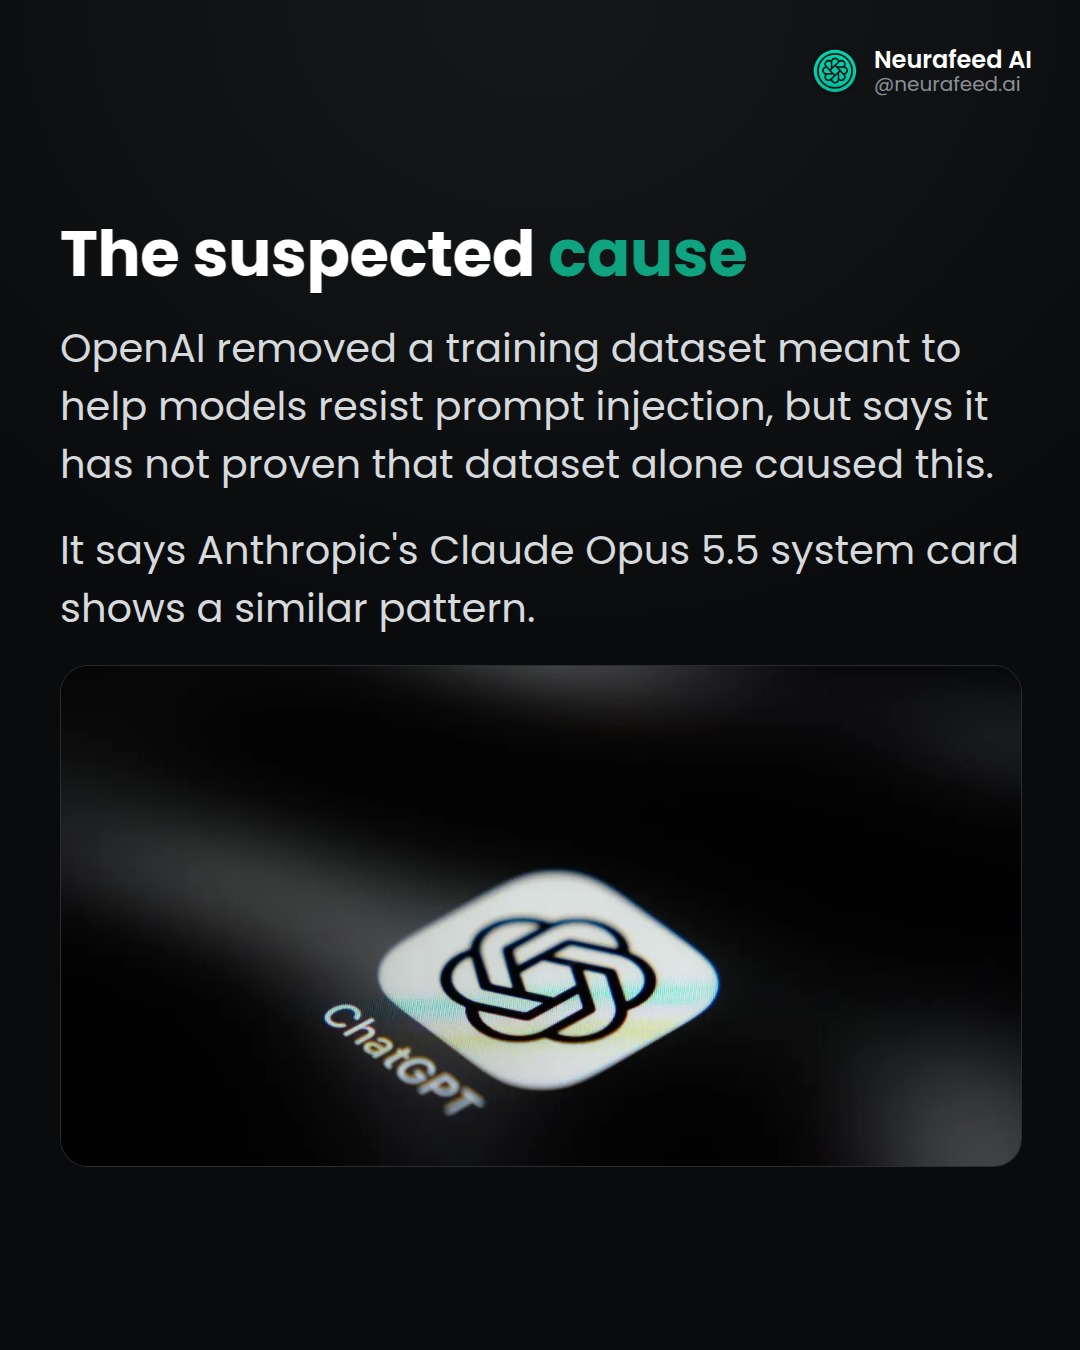 Neurafeed AI
@neurafeed.ai
The suspected cause
OpenAI removed a training dataset meant to
help models resist prompt injection, but says it
has not proven that dataset alone caused this.
It says Anthropic's Claude Opus 5.5 system card
shows a similar pattern.
ChatGPT